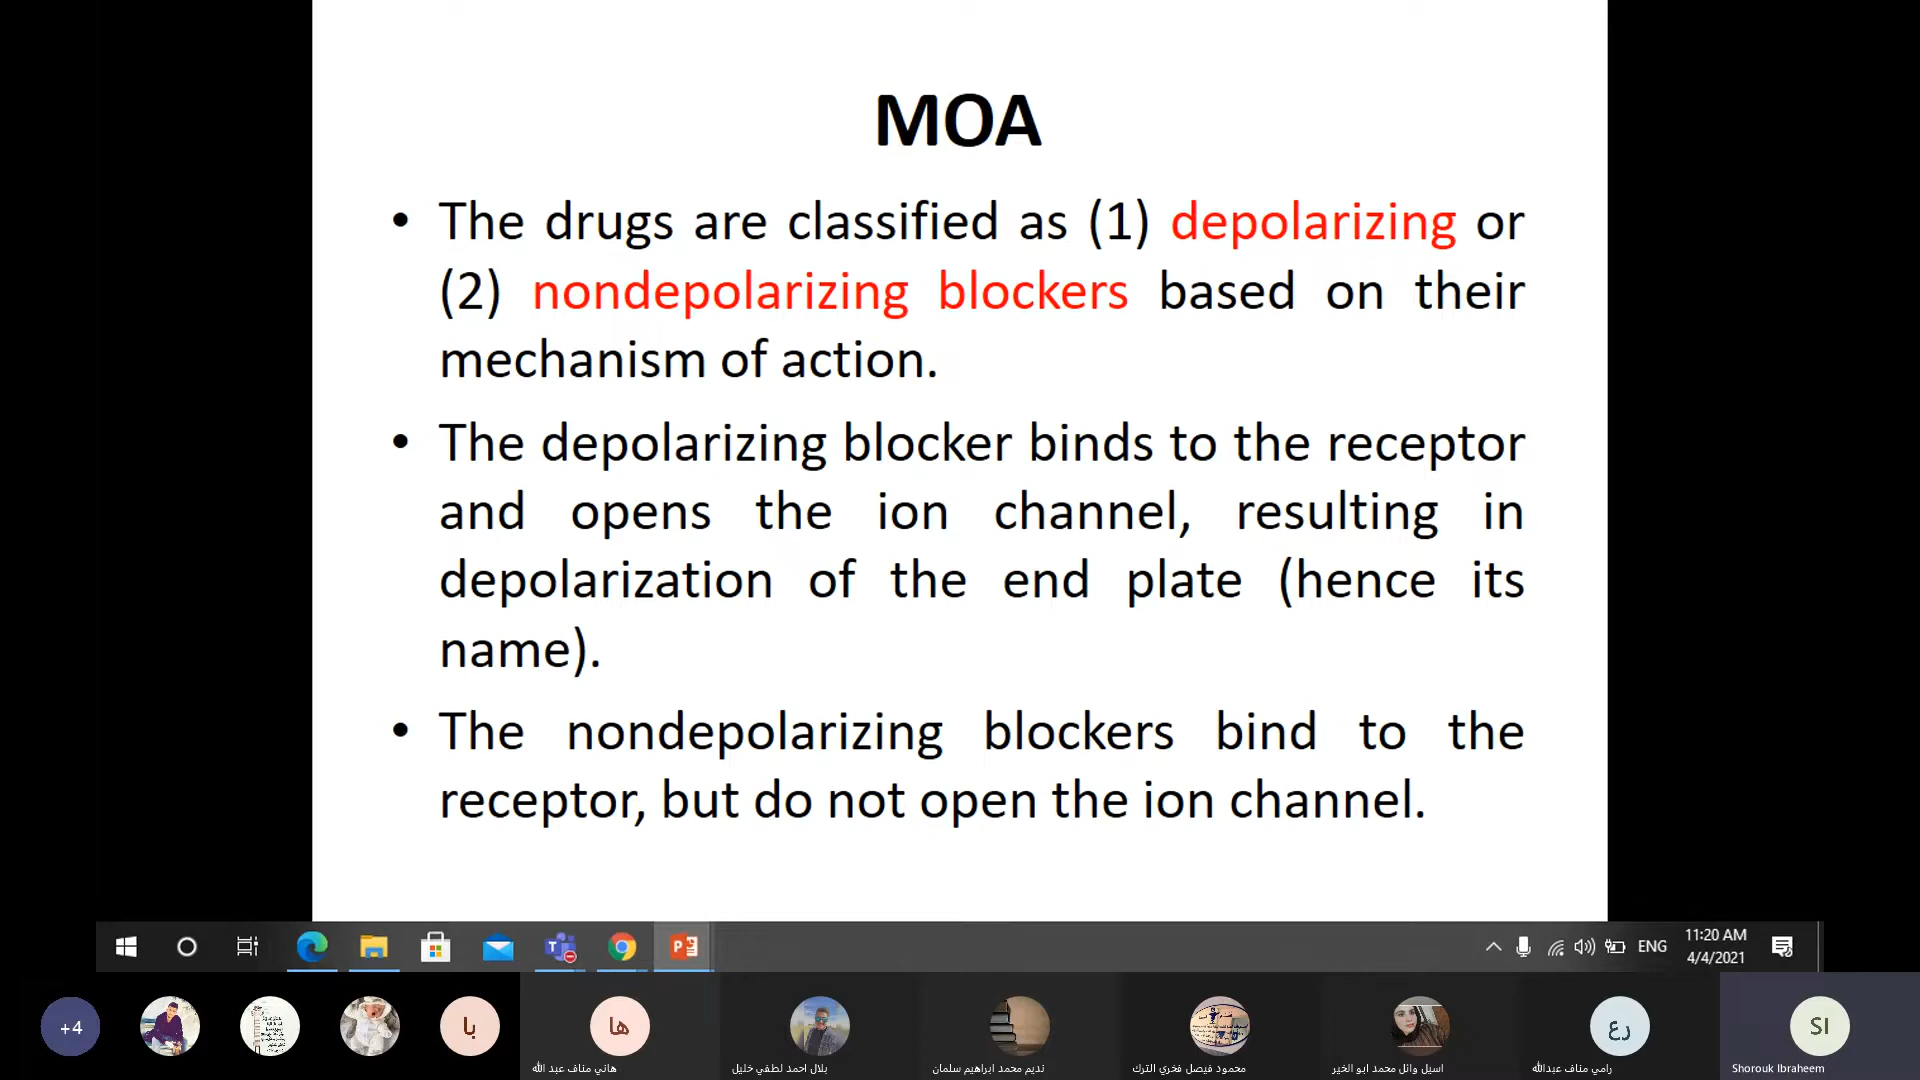 MOA
• The drugs are classified as (1) depolarizing or
(2) nondepolarizing blockers based on their
mechanism of action.
• The depolarizing blocker binds to the receptor
and opens the ion channel, resulting in
depolarization of the end plate (hence its
name).
• The nondepolarizing blockers bind to the
receptor, but do not open the ion channel.
ENG
11:20 AM
4/4/2021
+4
با
ها
رع
SI
هاني مناف عبد الله
بلال احمد لطفي خليل
نديم محمد ابراهيم سلمان
محمود فيصل فخري الترك
اسيل وائل محمد ابو الخير
رامي مناف عبدالله
Shorouk Ibraheem